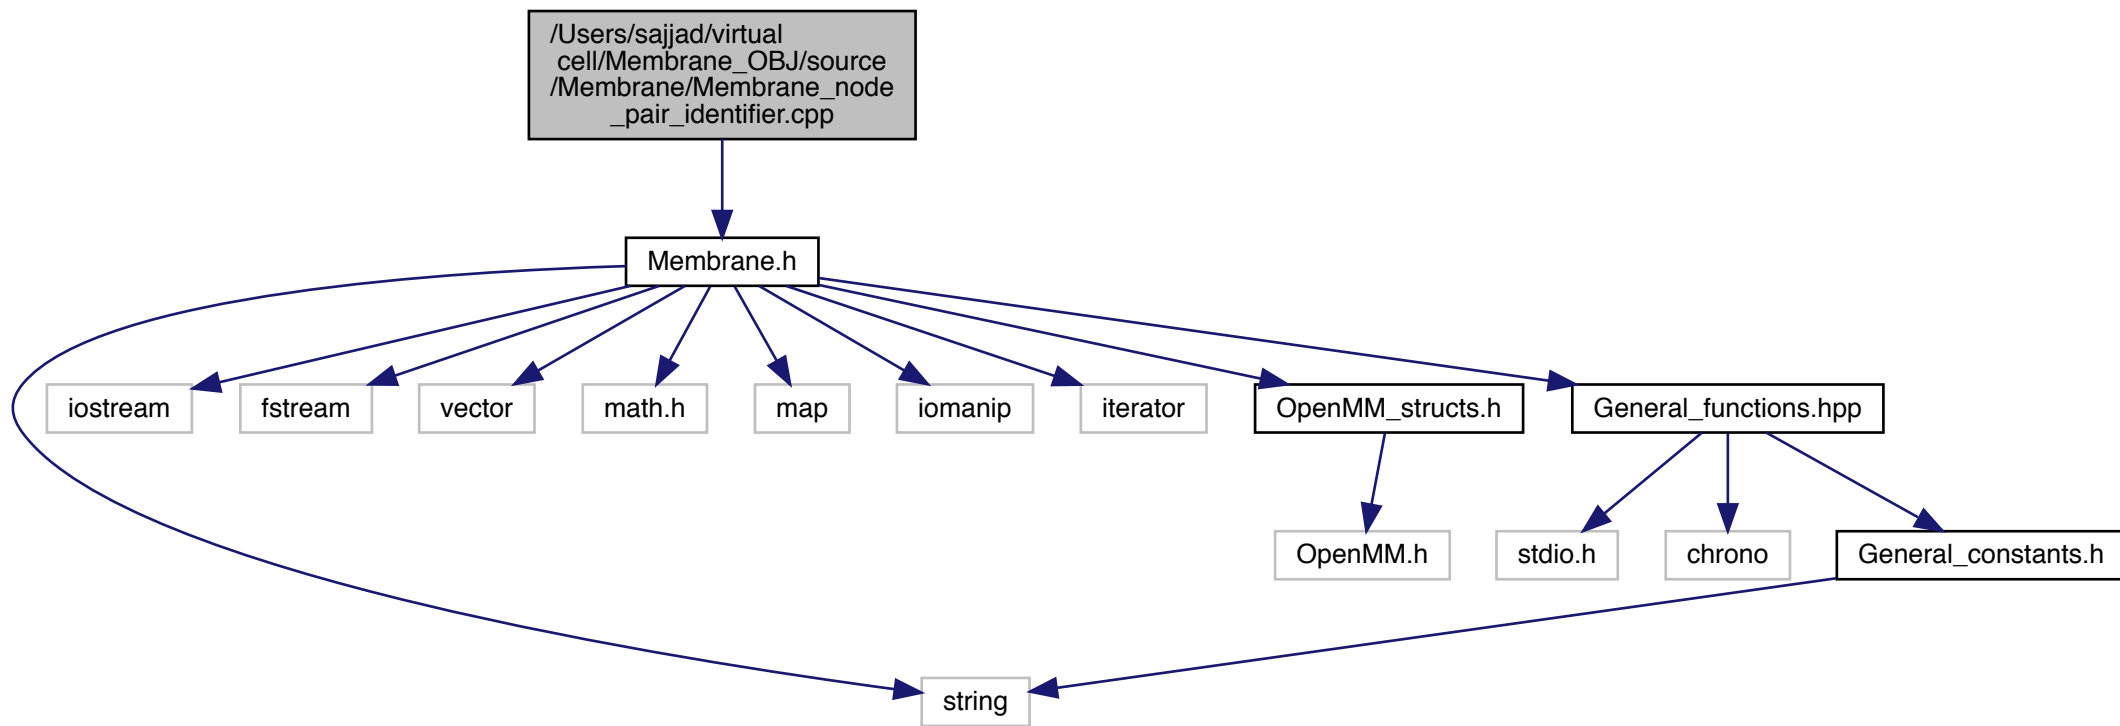 /Users/sajjad/virtual
cell/Membrane_OBJ/source
/Membrane/Membrane_node
_pair_identifier.cpp
Membrane.h
iostream
fstream
vector
math.h
map
iomanip
iterator
OpenMM_structs.h
General_functions.hpp
OpenMM.h
stdio.h
chrono
General_constants.h
string